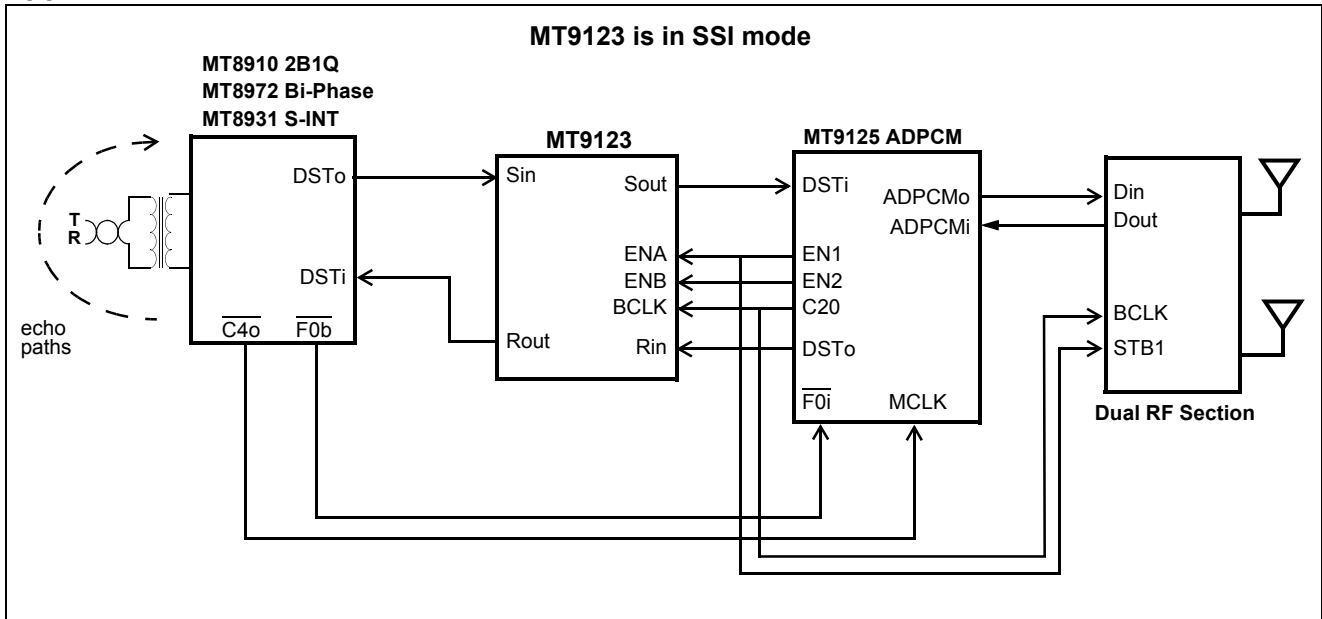 MT9123 is in SSI mode
MT8910 2B1Q
MT8972 Bi-Phase
MT8931 S-INT
DSTo
DSTi
C4o
F0b
T
R
echo
paths
MT9123
Sin
Sout
ENA
ENB
BCLK
Rout
Rin
MT9125 ADPCM
DSTi
ADPCMo
ADPCMi
EN1
EN2
C20
DSTo
F0i
MCLK
Din
Dout
BCLK
STB1
Dual RF Section